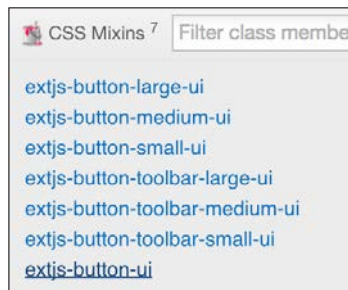 CSS Mixins 7
Filter class membe
extjs-button-large-ui
extjs-button-medium-ui
extjs-button-small-ui
extjs-button-toolbar-large-ui
extjs-button-toolbar-medium-ui
extjs-button-toolbar-small-ui
extjs-button-ui